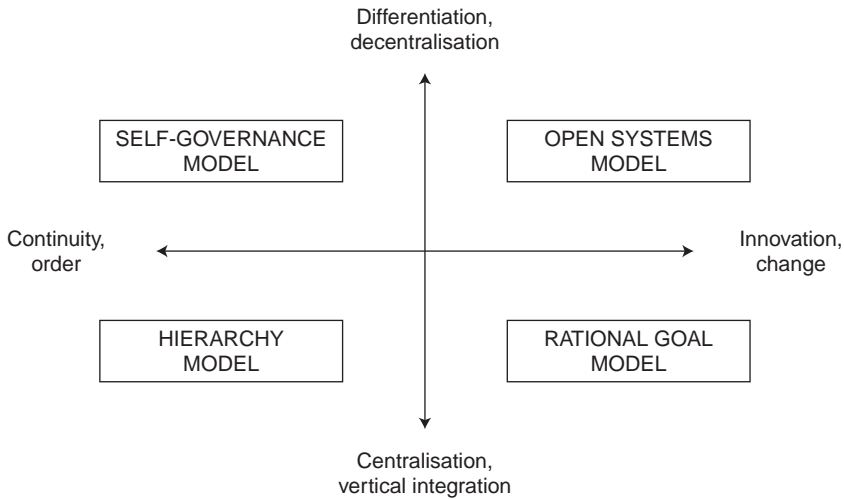 Differentiation,
decentralisation
SELF-GOVERNANCE
MODEL
OPEN SYSTEMS
MODEL
Continuity,
order
Innovation,
change
HIERARCHY
MODEL
RATIONAL GOAL
MODEL
Centralisation,
vertical integration